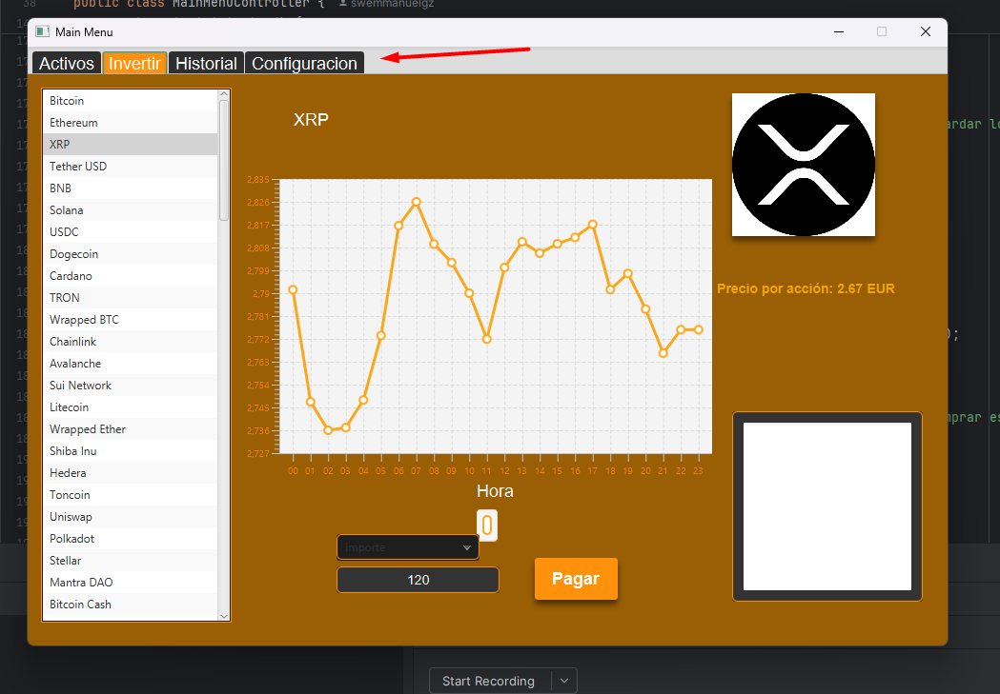 38 public class MainMenuController { swemmanuelgz
Main Menu
Activos Invertir Historial Configuracion
Bitcoin
Ethereum
XRP
Tether USD
BNB
Solana
USDC
Dogecoin
Cardano
TRON
Wrapped BTC
Chainlink
Avalanche
Sui Network
Litecoin
Wrapped Ether
Shiba Inu
Hedera
Toncoin
Uniswap
Polkadot
Stellar
Mantra DAO
Bitcoin Cash
XRP
2,835
2,826
2,817
2,808
2,799
2,79
2,781
2,772
2,763
2,754
2,745
2,736
2,727
00 01 02 03 04 05 06 07 08 09 10 11 12 13 14 15 16 17 18 19 20 21 22 23
Hora
Importe
120
Pagar
Precio por acción: 2.67 EUR
);
Start Recording